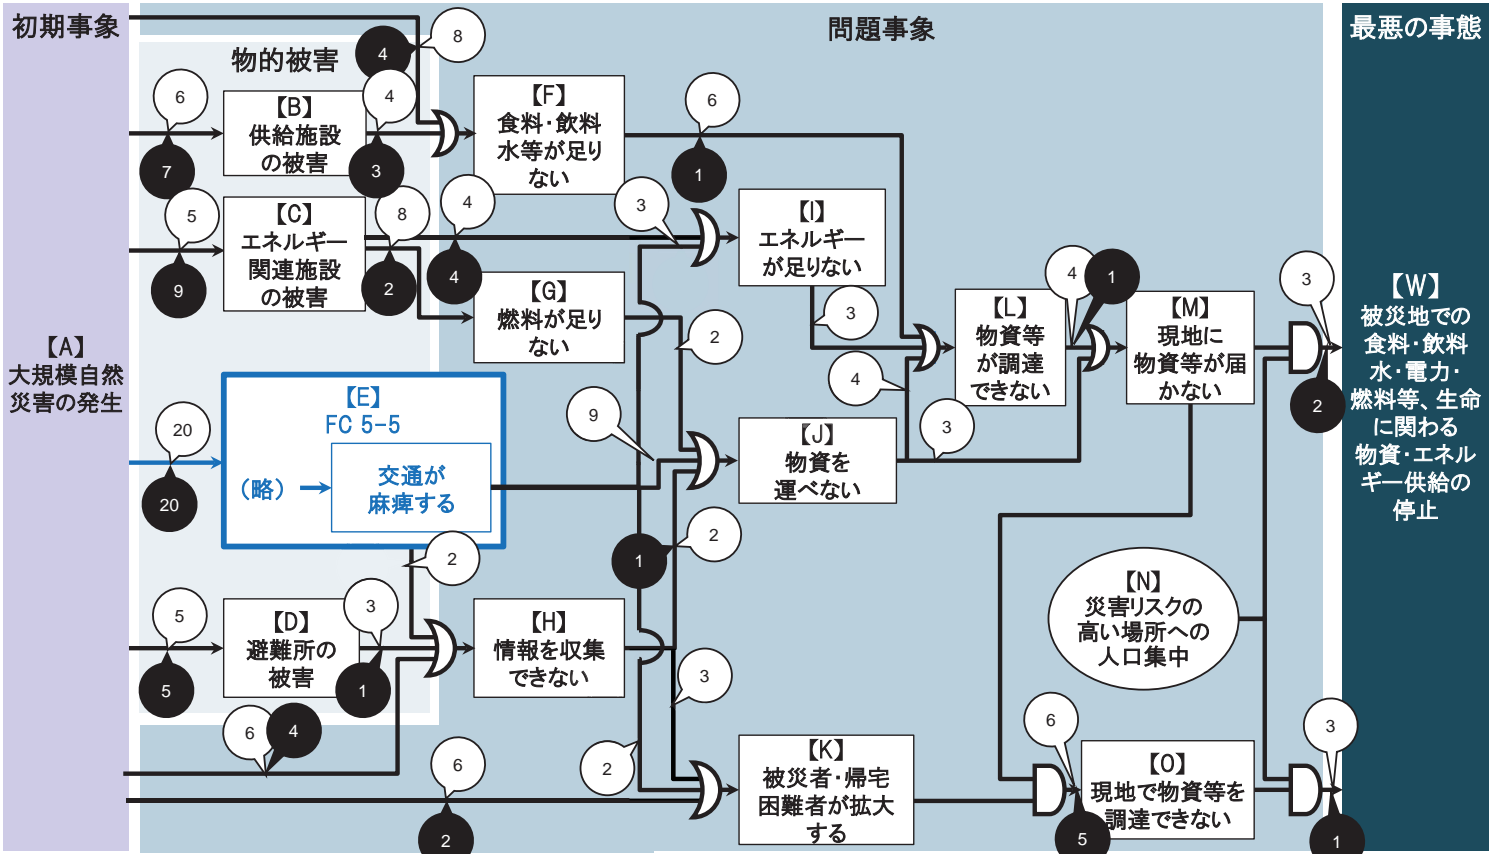 初期事象
問題事象
最悪の事態
物的被害
4
8
6
【B】
供給施設
の被害
7
4
3
【F】
食料・飲料
水等が足り
ない
6
1
5
【C】
エネルギー
関連施設
の被害
9
8
2
4
4
3
【I】
エネルギー
が足りない
【G】
燃料が足り
ない
2
3
4
【L】
物資等
が調達
できない
4
1
【M】
現地に
物資等が届
かない
3
2
【A】
大規模自然
災害の発生
【W】
被災地での
食料・飲料
水・電力・
燃料等、生命
に関わる
物資・エネル
ギー供給の
停止
20
20
【E】
FC 5-5
（略）
交通が
麻痺する
9
【J】
物資を
運べない
3
2
1
2
【N】
災害リスクの
高い場所への
人口集中
5
【D】
避難所の
被害
5
3
1
【H】
情報を収集
できない
3
6
4
6
2
2
【K】
被災者・帰宅
困難者が拡大
する
6
5
【O】
現地で物資等を
調達できない
3
1